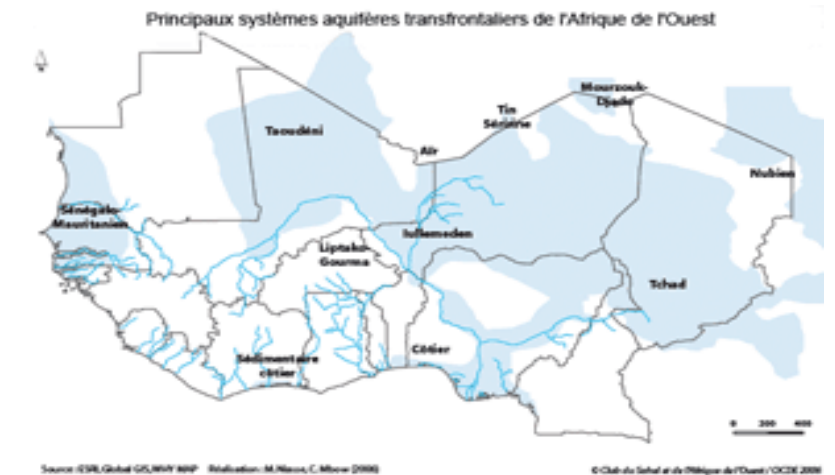 Principaux systèmes aquifères transfrontaliers de l'Afrique de l'Ouest
Mourzouk-
Djado
Tin
Séririne
Taoudéni
Aïr
Nubien
Sénégalo-
Mauritanien
Iullemeden
Liptako-
Gourma
Tchad
Côtier
Sédimentaire
côtier
0 200 400
Source : ESRI, Global GIS, WHY MAP Réalisation : M. Niasse, C. Mbow (2006)
© Club du Sahel et de l'Afrique de l'Ouest / OCDE 2006